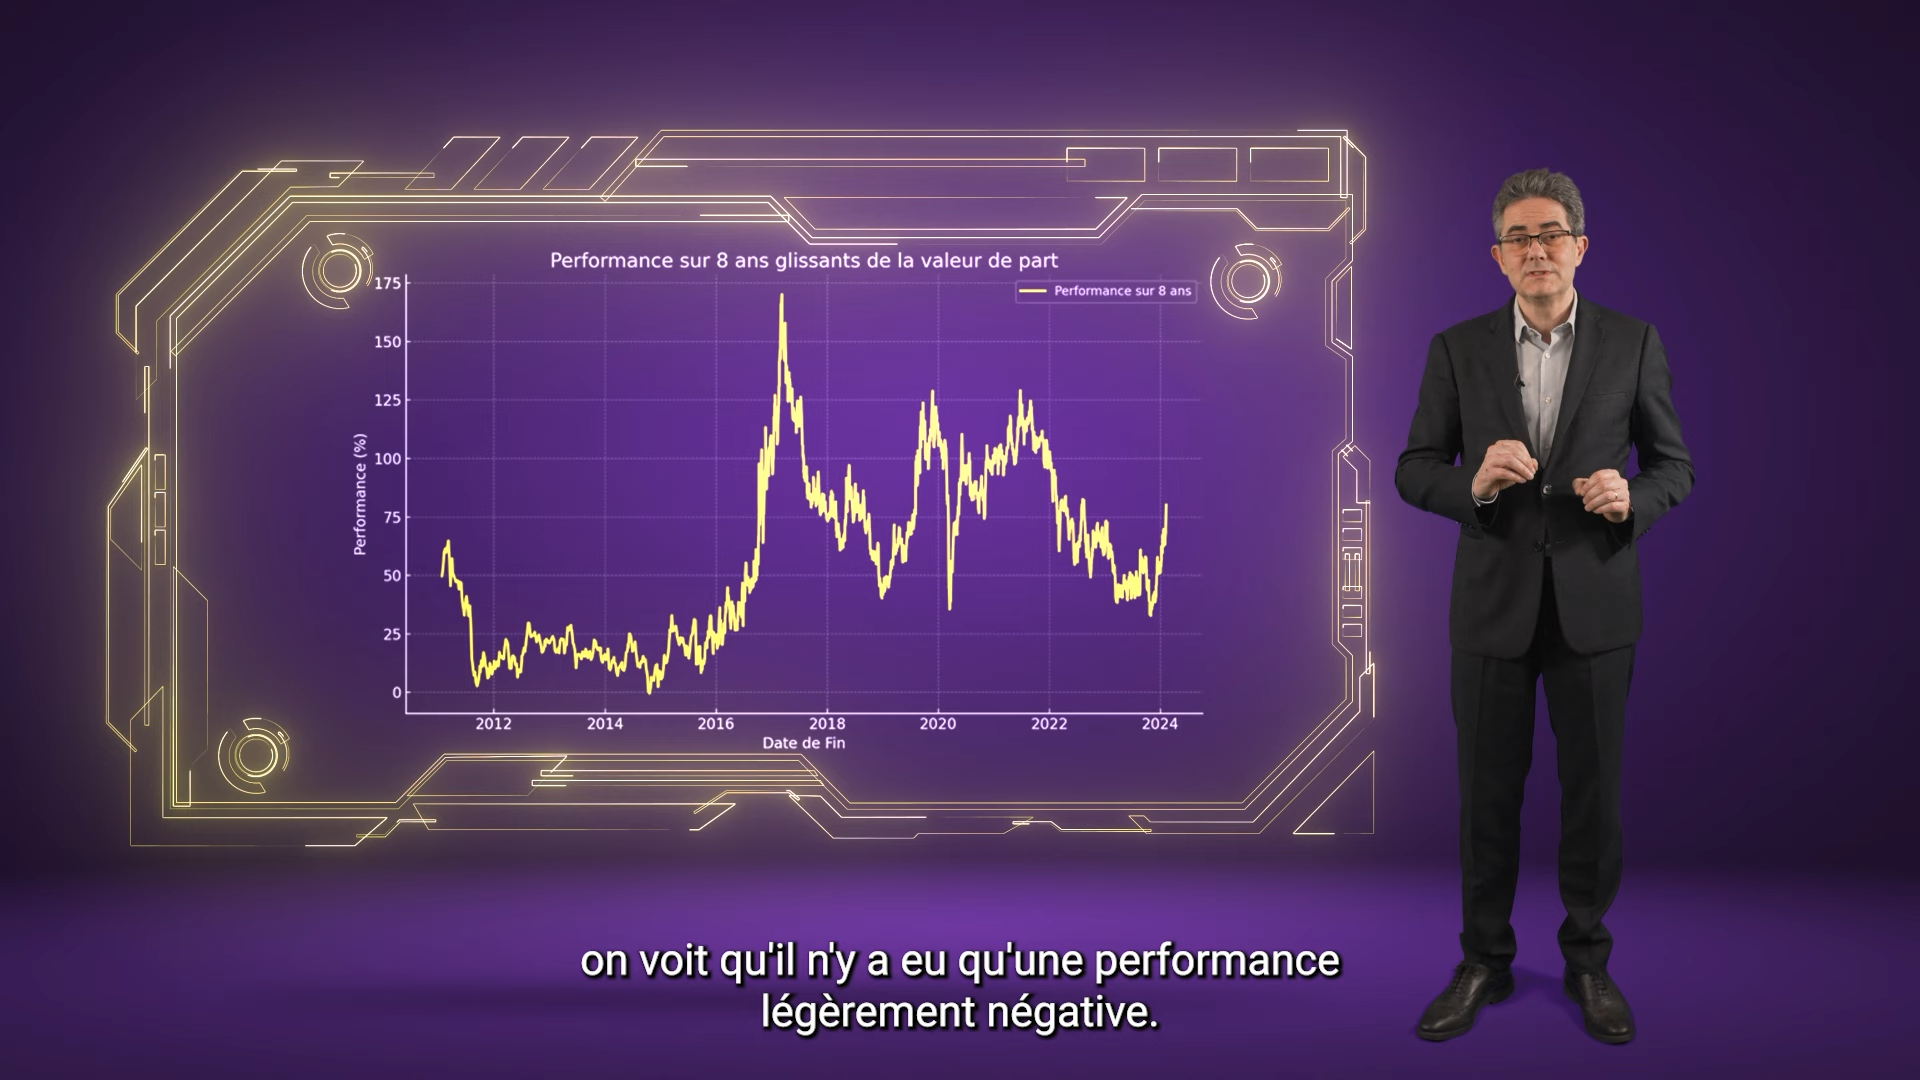 Performance sur 8 ans glissants de la valeur de part
Performance sur 8 ans
175
150
125
100
75
50
25
0
Performance (%)
2012 2014 2016 2018 2020 2022 2024
Date de Fin
on voit qu'il n'y a eu qu'une performance
légèrement négative.